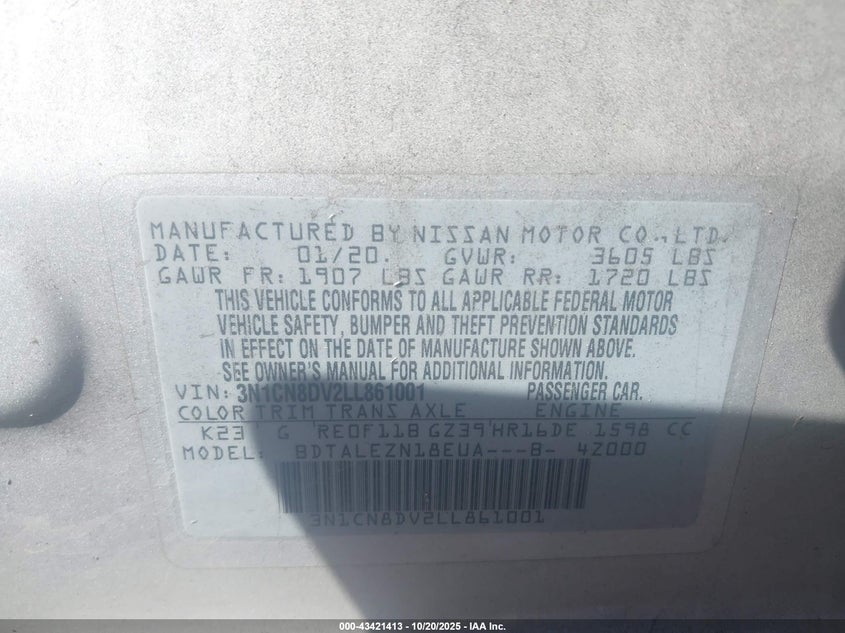 MANUFACTURED BY NISSAN MOTOR CO., LTD.
DATE: 01/20. GVWR: 3605 LBS
GAWR FR: 1907 LBS GAWR RR: 1720 LBS
THIS VEHICLE CONFORMS TO ALL APPLICABLE FEDERAL MOTOR
VEHICLE SAFETY, BUMPER AND THEFT PREVENTION STANDARDS
IN EFFECT ON THE DATE OF MANUFACTURE SHOWN ABOVE.
SEE OWNER'S MANUAL FOR ADDITIONAL INFORMATION.
VIN: 3N1CN8DV2LL861001 PASSENGER CAR.
COLOR TRIM TRANS AXLE ENGINE
K23 G RE0F11B GZ39 HR16DE 1598 CC
MODEL: BDTALEZN18EUA---B- 4Z000
3N1CN8DV2LL861001
000-43421413 - 10/20/2025 - IAA Inc.